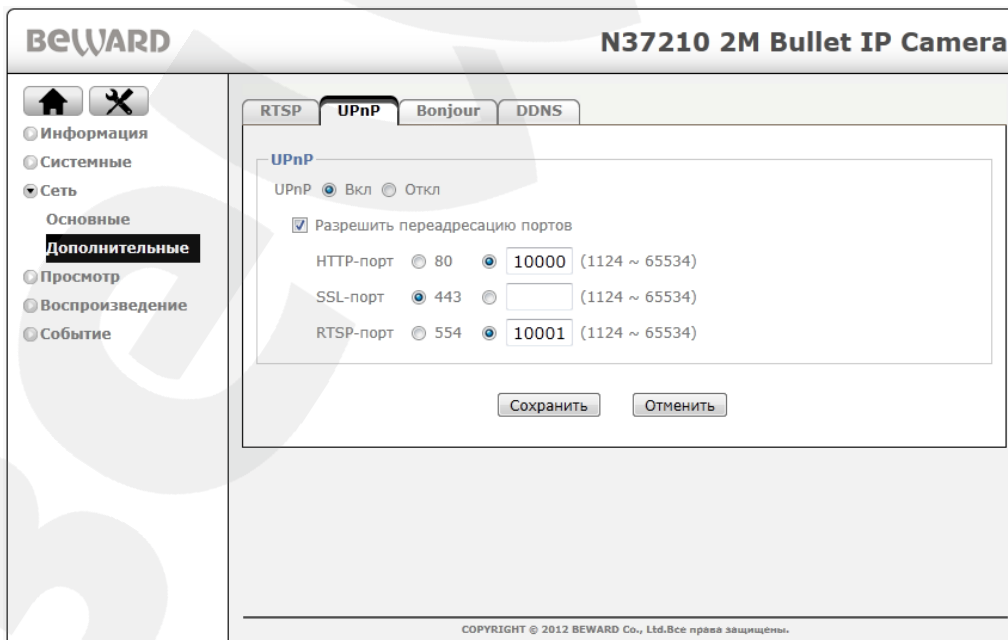 BEWARD
N37210 2M Bullet IP Camera
Информация
Системные
Сеть
Основные
Дополнительные
Просмотр
Воспроизведение
Событие
RTSP UPnP Bonjour DDNS
UPnP
UPnP Вкл Откл
Разрешить переадресацию портов
HTTP-порт 80 10000 (1124 ~ 65534)
SSL-порт 443 (1124 ~ 65534)
RTSP-порт 554 10001 (1124 ~ 65534)
Сохранить Отменить
COPYRIGHT © 2012 BEWARD Co., Ltd.Все права защищены.